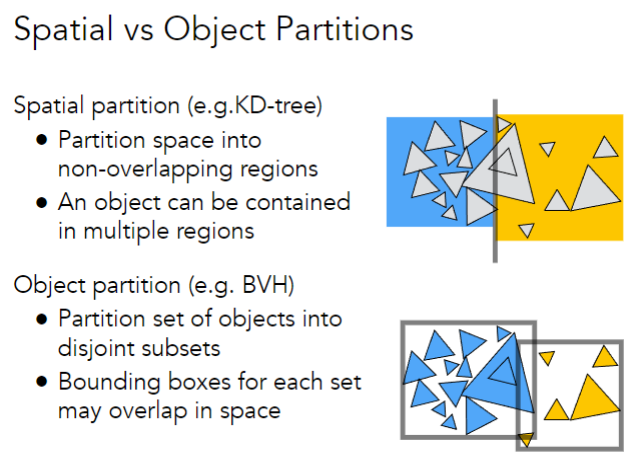 Spatial vs Object Partitions
Spatial partition (e.g.KD-tree)
● Partition space into
non-overlapping regions
● An object can be contained
in multiple regions
Object partition (e.g. BVH)
● Partition set of objects into
disjoint subsets
● Bounding boxes for each set
may overlap in space